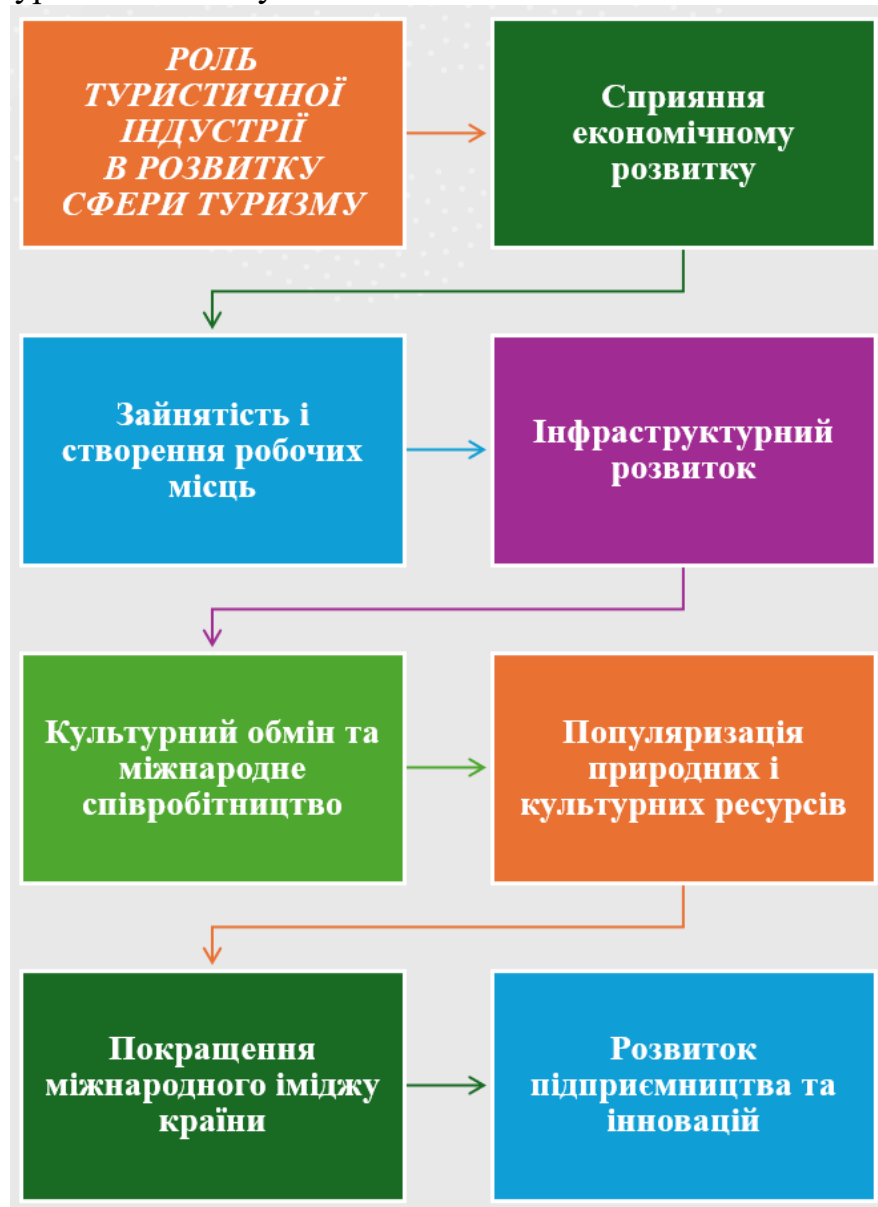 РОЛЬ
ТУРИСТИЧНОЇ
ІНДУСТРІЇ
В РОЗВИТКУ
СФЕРИ ТУРИЗМУ
Сприяння
економічному
розвитку
Зайнятість і
створення робочих
місць
Інфраструктурний
розвиток
Культурний обмін та
міжнародне
співробітництво
Популяризація
природних і
культурних ресурсів
Покращення
міжнародного іміджу
країни
Розвиток
підприємництва та
інновацій